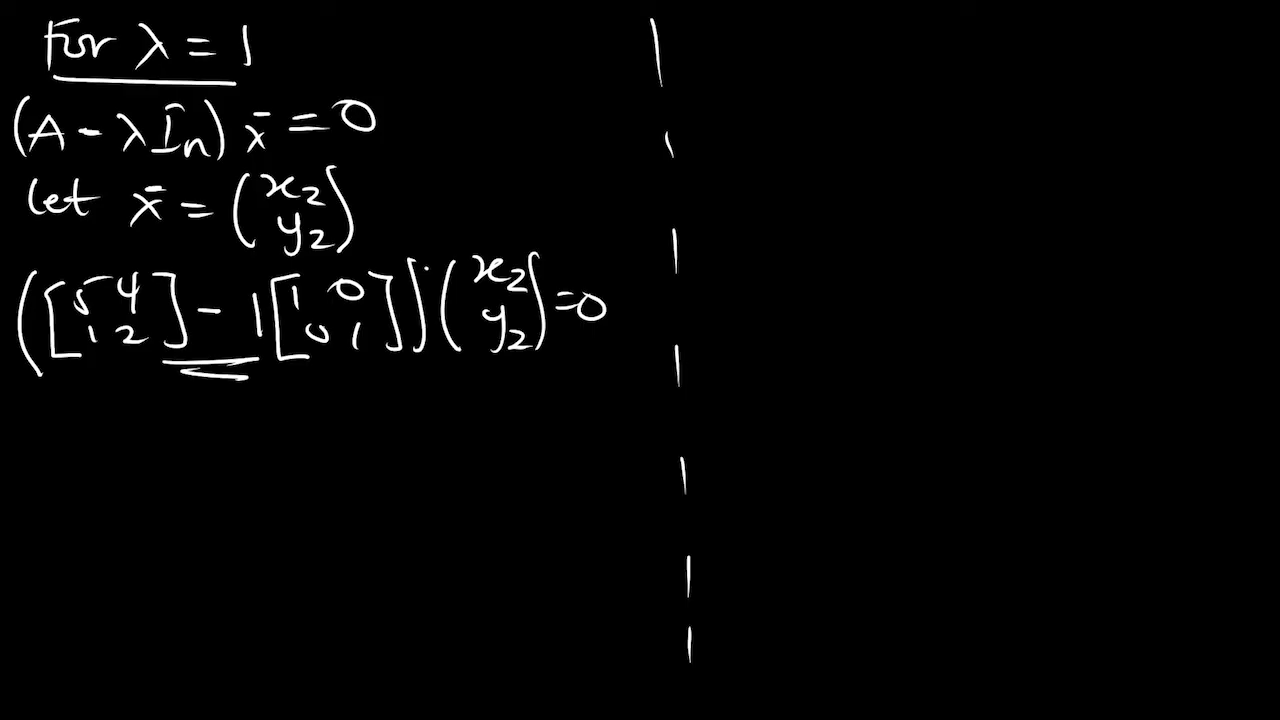 For λ = 1
(A - λIn) x̄ = 0
let x̄ = (x₂ y₂)
([5 4 1 2] - 1[1 0 0 1]) (x₂ y₂) = 0